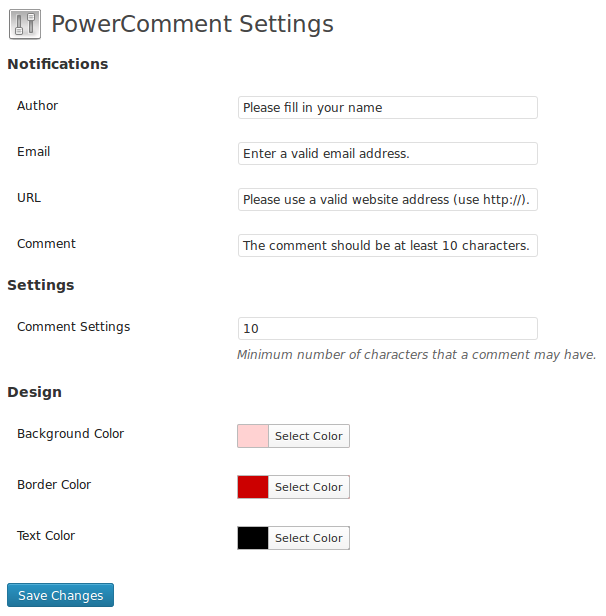 PowerComment Settings
Notifications
Author
Please fill in your name
Email
Enter a valid email address.
URL
Please use a valid website address (use http://).
Comment
The comment should be at least 10 characters.
Settings
Comment Settings
10
Minimum number of characters that a comment may have.
Design
Background Color
Select Color
Border Color
Select Color
Text Color
Select Color
Save Changes